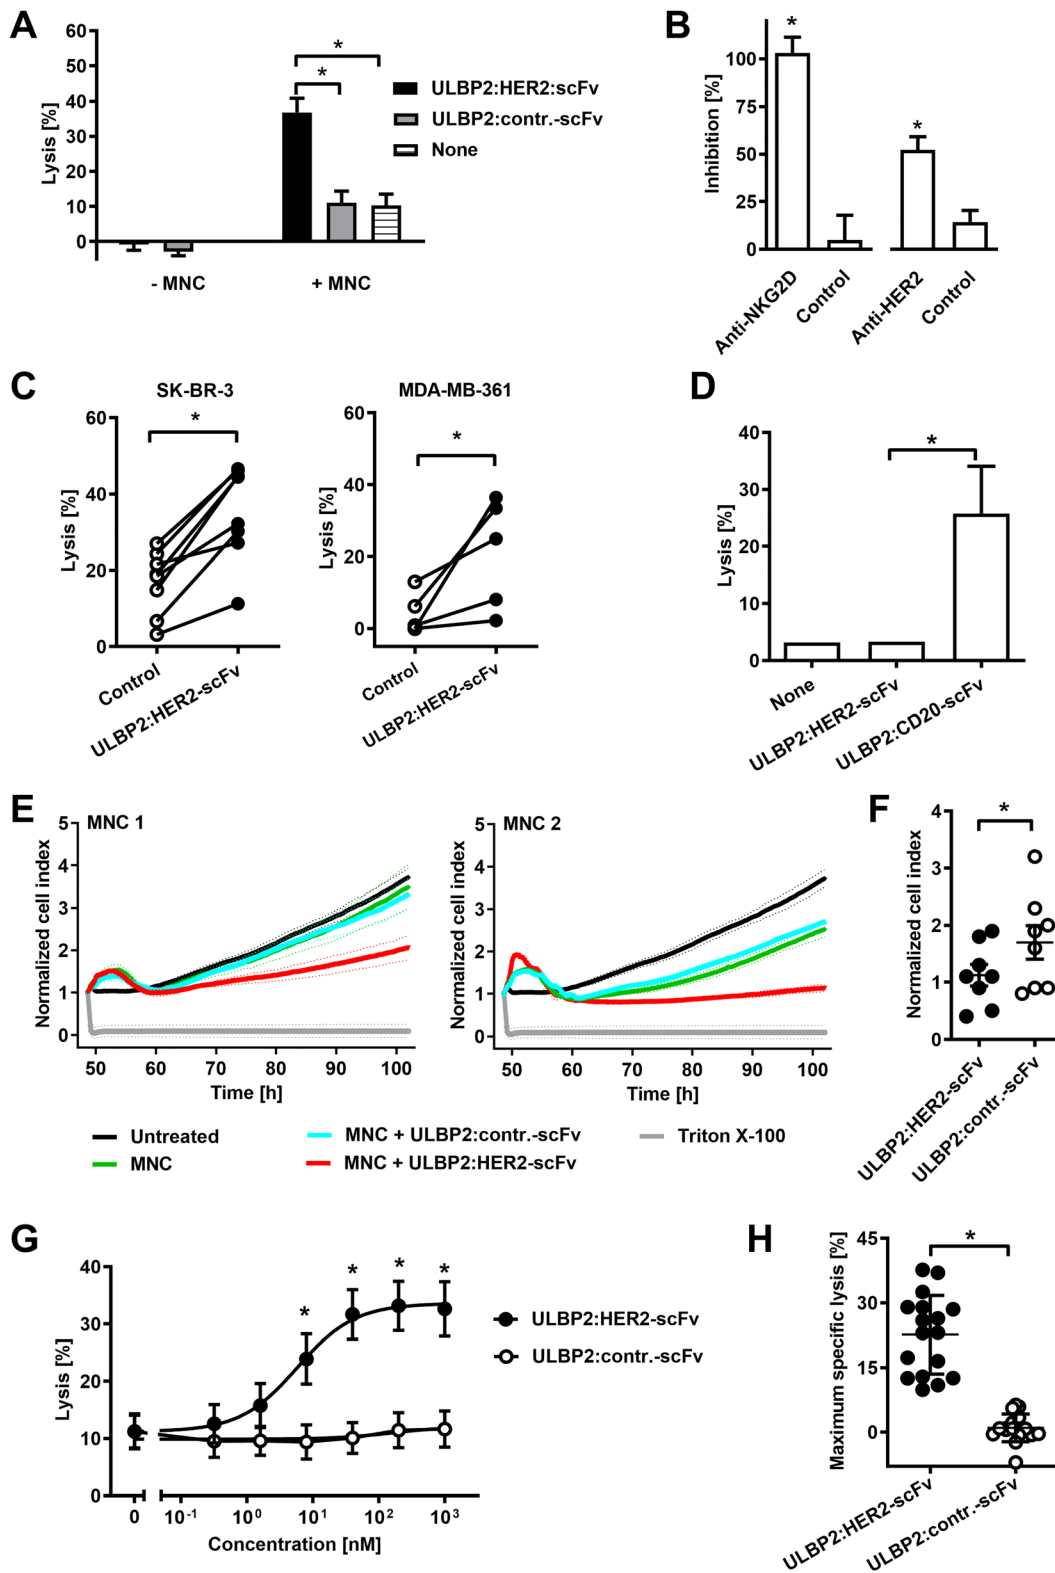 A
Lysis [%]
60
50
40
30
20
10
0
*
*
ULBP2:HER2:scFv
ULBP2:contr.-scFv
None
- MNC
+ MNC
B
Inhibition [%]
100
75
50
25
0
*
*
Anti-NKG2D
Control
Anti-HER2
Control
C
SK-BR-3
Lysis [%]
60
40
20
0
*
Control
ULBP2:HER2-scFv
MDA-MB-361
Lysis [%]
60
40
20
0
*
Control
ULBP2:HER2-scFv
D
Lysis [%]
40
30
20
10
0
*
None
ULBP2:HER2-scFv
ULBP2:CD20-scFv
E
MNC 1
Normalized cell index
5
4
3
2
1
0
50 60 70 80 90 100
Time [h]
MNC 2
Normalized cell index
5
4
3
2
1
0
50 60 70 80 90 100
Time [h]
Untreated
MNC
MNC + ULBP2:contr.-scFv
MNC + ULBP2:HER2-scFv
Triton X-100
F
Normalized cell index
4
3
2
1
0
*
ULBP2:HER2-scFv
ULBP2:contr.-scFv
G
Lysis [%]
40
30
20
10
0
* * * *
0 10⁻¹ 10⁰ 10¹ 10² 10³
Concentration [nM]
ULBP2:HER2-scFv
ULBP2:contr.-scFv
H
Maximum specific lysis [%]
45
30
15
0
*
ULBP2:HER2-scFv
ULBP2:contr.-scFv